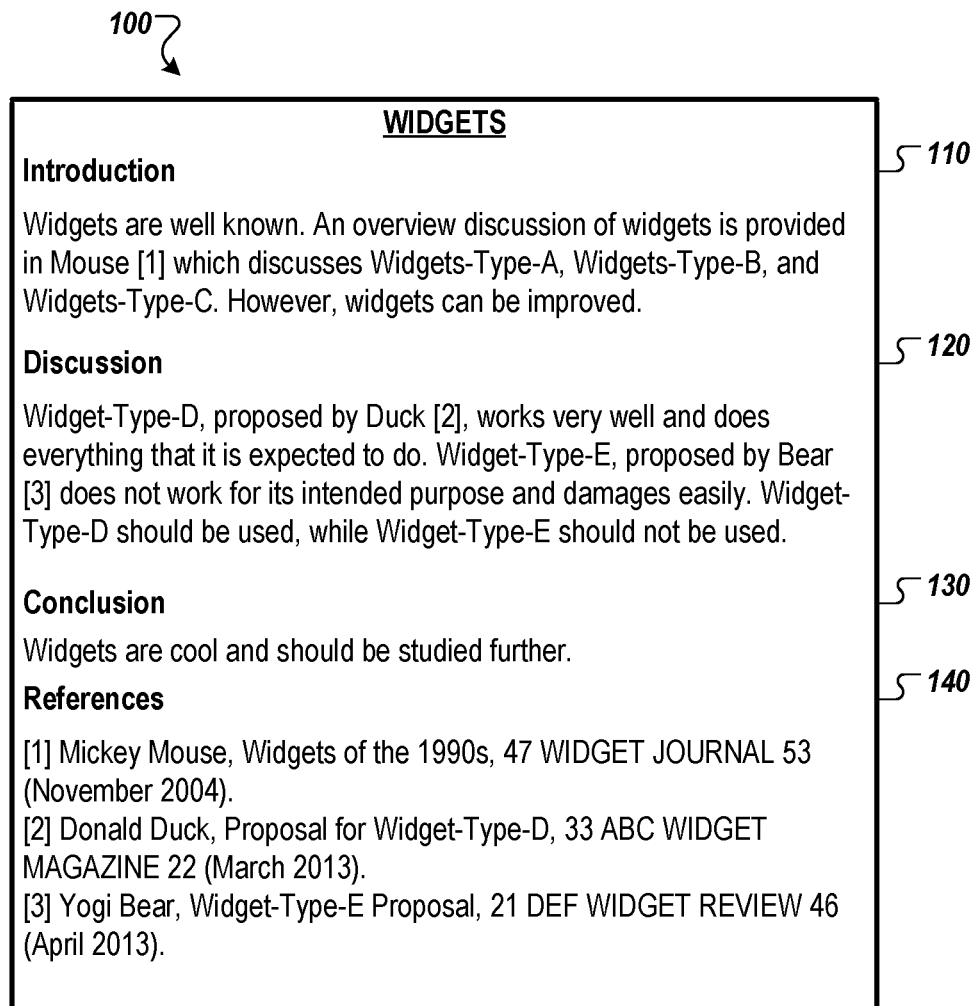 100
WIDGETS
110
Introduction
Widgets are well known. An overview discussion of widgets is provided
in Mouse [1] which discusses Widgets-Type-A, Widgets-Type-B, and
Widgets-Type-C. However, widgets can be improved.
120
Discussion
Widget-Type-D, proposed by Duck [2], works very well and does
everything that it is expected to do. Widget-Type-E, proposed by Bear
[3] does not work for its intended purpose and damages easily. Widget-
Type-D should be used, while Widget-Type-E should not be used.
130
Conclusion
Widgets are cool and should be studied further.
140
References
[1] Mickey Mouse, Widgets of the 1990s, 47 WIDGET JOURNAL 53
(November 2004).
[2] Donald Duck, Proposal for Widget-Type-D, 33 ABC WIDGET
MAGAZINE 22 (March 2013).
[3] Yogi Bear, Widget-Type-E Proposal, 21 DEF WIDGET REVIEW 46
(April 2013).